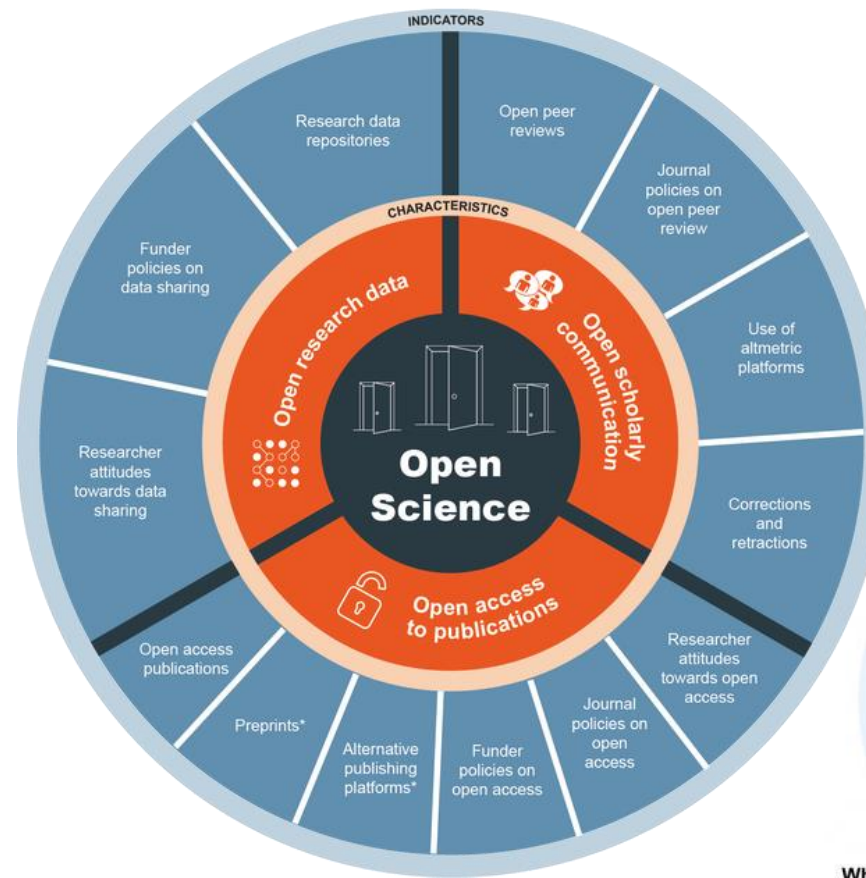 INDICATORS
Research data
repositories
Open peer
reviews
Journal
policies on
open peer
review
Funder
policies on
data sharing
CHARACTERISTICS
Open research data
Open scholarly
communication
Use of
altmetric
platforms
Researcher
attitudes
towards data
sharing
Open
Science
Corrections
and
retractions
Open access
to publications
Open access
publications
Preprints*
Alternative
publishing
platforms*
Funder
policies on
open access
Journal
policies on
open
access
Researcher
attitudes
towards open
access